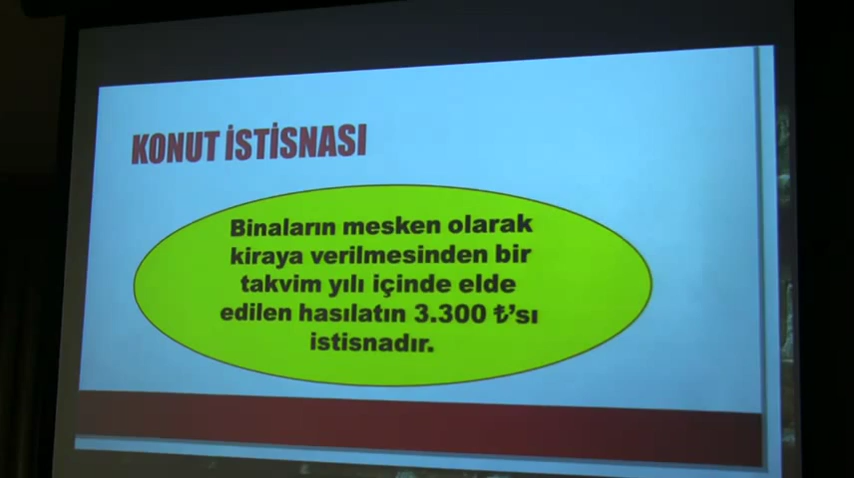 KONUT İSTİSNASI
Binaların mesken olarak
kiraya verilmesinden bir
takvim yılı içinde elde
edilen hasılatın 3.300 ₺'sı
istisnadır.